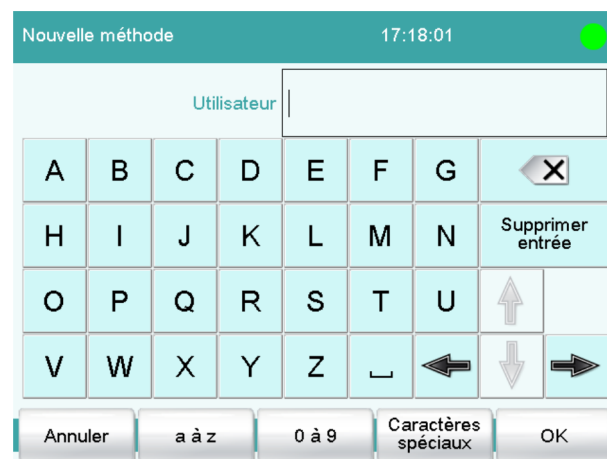 Nouvelle méthode 17:18:01
Utilisateur
A B C D E F G
H I J K L M N Supprimer
entrée
O P Q R S T U
V W X Y Z
Annuler a à z 0 à 9 Caractères
spéciaux OK